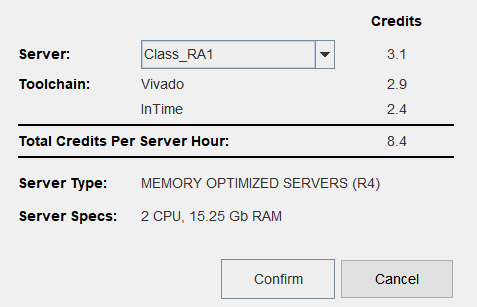 Credits
Server: Class_RA1 3.1
Toolchain: Vivado 2.9
InTime 2.4
Total Credits Per Server Hour: 8.4
Server Type: MEMORY OPTIMIZED SERVERS (R4)
Server Specs: 2 CPU, 15.25 Gb RAM
Confirm Cancel